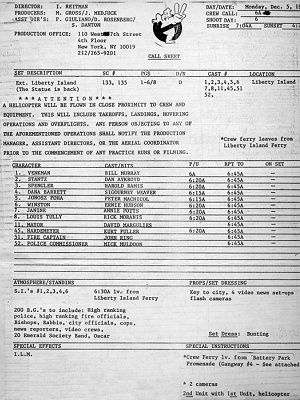 DIRECTOR: I. REITMAN
PRODUCERS: M. GROSS/J. MEDJUCK
ASST DIR'S: P. GIULIANO/D. ROSENBERG/
S. DANTON
PRODUCTION OFFICE: 110 West 57th Street
4th Floor
New York, NY 10019
212/265-9201
CALL SHEET
DAY/DATE: Monday, Dec. 5, 19
CREW CALL: 6A
SHOOT DAY 6
SUNRISE 7:04A SUNSET
SET DESCRIPTION SC # PGS D/N CAST # LOCATION
Ext. Liberty Island 133, 135 1-6/8 D 1,2,3,4,5,6 Liberty Island
(The Statue is back) 7,8,11,45,51
52,
****ATTENTION***
A HELICOPTER WILL BE FLOWN IN CLOSE PROXIMITY TO CREW AND
EQUIPMENT. THIS WILL INCLUDE TAKEOFFS, LANDINGS, HOVERING
OPERATIONS AND OVERFLIGHTS. ANY PERSON OBJECTING TO ANY OF
THE AFOREMENTIONED OPERATIONS SHALL NOTIFY THE PRODUCTION
MANAGER, ASSISTANT DIRECTORS, OR THE AERIAL COORDINATOR
PRIOR TO THE COMMENCEMENT OF ANY PRACTICE RUNS OR FILMING.
*Crew ferry leaves from
Liberty Island Ferry
CHARACTER CAST/BITS P/U RPT TO ON SET
1. VENKMAN BILL MURRAY 6A 6:45A
2. STANTZ DAN AYKROYD 6:20A 6:45A
3. SPENGLER HAROLD RAMIS 6:20A 6:45A
4. DANA BARRETT SIGOURNEY WEAVER 6:15A 6:45A
5. JANOSZ POHA PETER MACNICOL 6:15A 6:45A
6. WINSTON ERNIE HUDSON 6:20A 6:45A
7. JANINE ANNIE POTTS 6:20A 6:45A
8. LOUIS TULLY RICK MORANIS 6:20A 6:45A
11. MAYOR DAVID MARGULIES 6:45A
45. HARDEMEYER KURT FULLER 6:20A 6:45A
51. FIRE CAPTAIN JOHN RING 6:45A
52. POLICE COMMISSIONER MICK MULDOON 6:45A
ATMOSPHERE/STANDINS PROPS/SET DRESSING
S.I.'s #1,2,3,4,6 6:30A lv. from
Liberty Island Ferry
Key to city, 4 video news set-ups
flash cameras
200 B.G.'s to include: High ranking
police, high ranking fire officials,
Bishops, Rabbis, city officials, cops,
news reporters, video crews,
20 Emerald Society Band, Oscar
Set Dress: Bunting
SPECIAL EFFECTS SPECIAL INSTRUCTIONS
I.L.M.
*Crew Ferry lv. from Battery Park
Promenade (Gangway #4 - See attached
* 2 cameras
2nd Unit with 1st Unit, helicopter